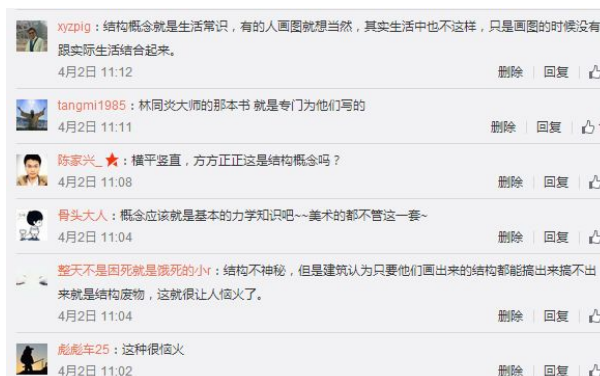 xyzpig：结构概念就是生活常识，有的人画图就想当然，其实生活中也不这样，只是画图的时候没有
跟实际生活结合起来。
4月2日 11:12 删除 回复
tangmi1985：林同炎大师的那本书 就是专门为他们写的
4月2日 11:11 删除 回复
陈家兴_：横平竖直，方方正正这是结构概念吗？
4月2日 11:08 删除 回复
骨头大人：概念应该就是基本的力学知识吧~~美术的都不管这一套~
4月2日 11:04 删除 回复
整天不是困死就是饿死的小r：结构不神秘，但是建筑认为只要他们画出来的结构都能搞出来搞不出
来就是结构废物，这就很让人恼火了。
4月2日 11:04 删除 回复
彪彪车25：这种很恼火
4月2日 11:02 删除 回复